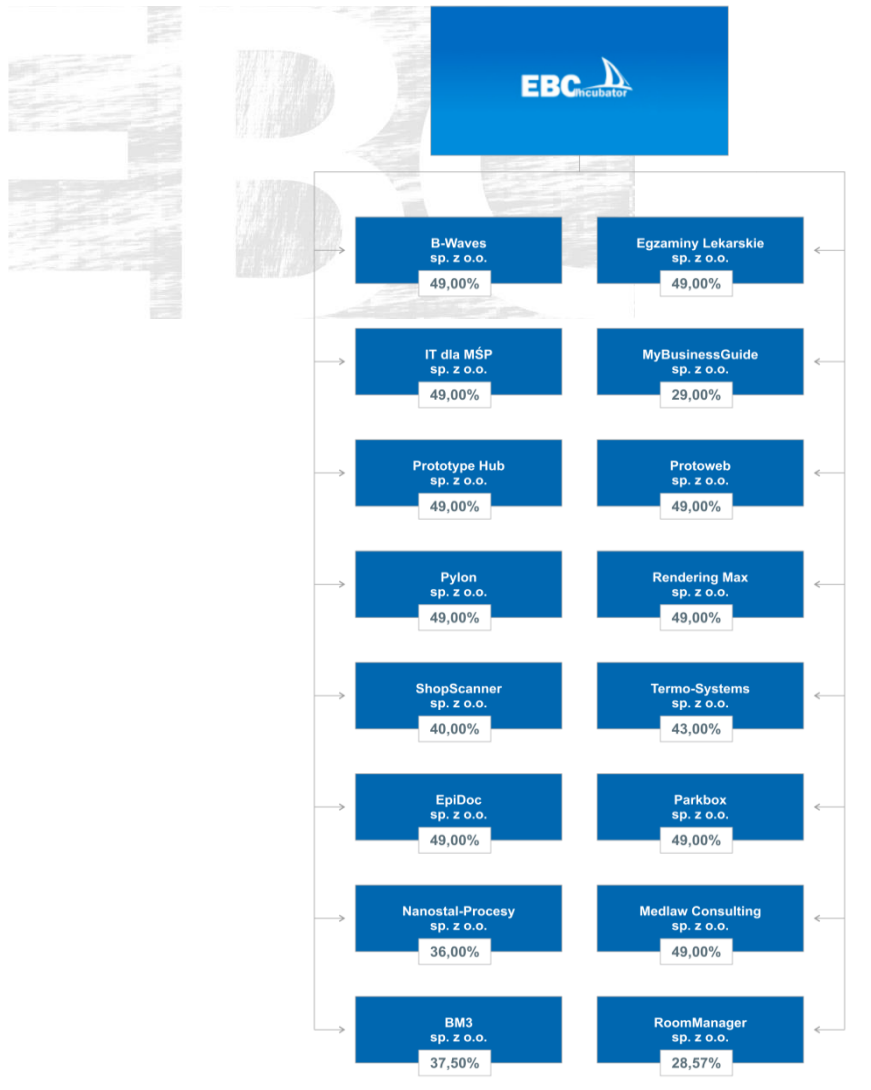 EBC
EBCincubator
B-Waves
sp. z o.o.
49,00%
Egzaminy Lekarskie
sp. z o.o.
49,00%
IT dla MŚP
sp. z o.o.
49,00%
MyBusinessGuide
sp. z o.o.
29,00%
Prototype Hub
sp. z o.o.
49,00%
Protoweb
sp. z o.o.
49,00%
Pylon
sp. z o.o.
49,00%
Rendering Max
sp. z o.o.
49,00%
ShopScanner
sp. z o.o.
40,00%
Termo-Systems
sp. z o.o.
43,00%
EpiDoc
sp. z o.o.
49,00%
Parkbox
sp. z o.o.
49,00%
Nanostal-Procesy
sp. z o.o.
36,00%
Medlaw Consulting
sp. z o.o.
49,00%
BM3
sp. z o.o.
37,50%
RoomManager
sp. z o.o.
28,57%